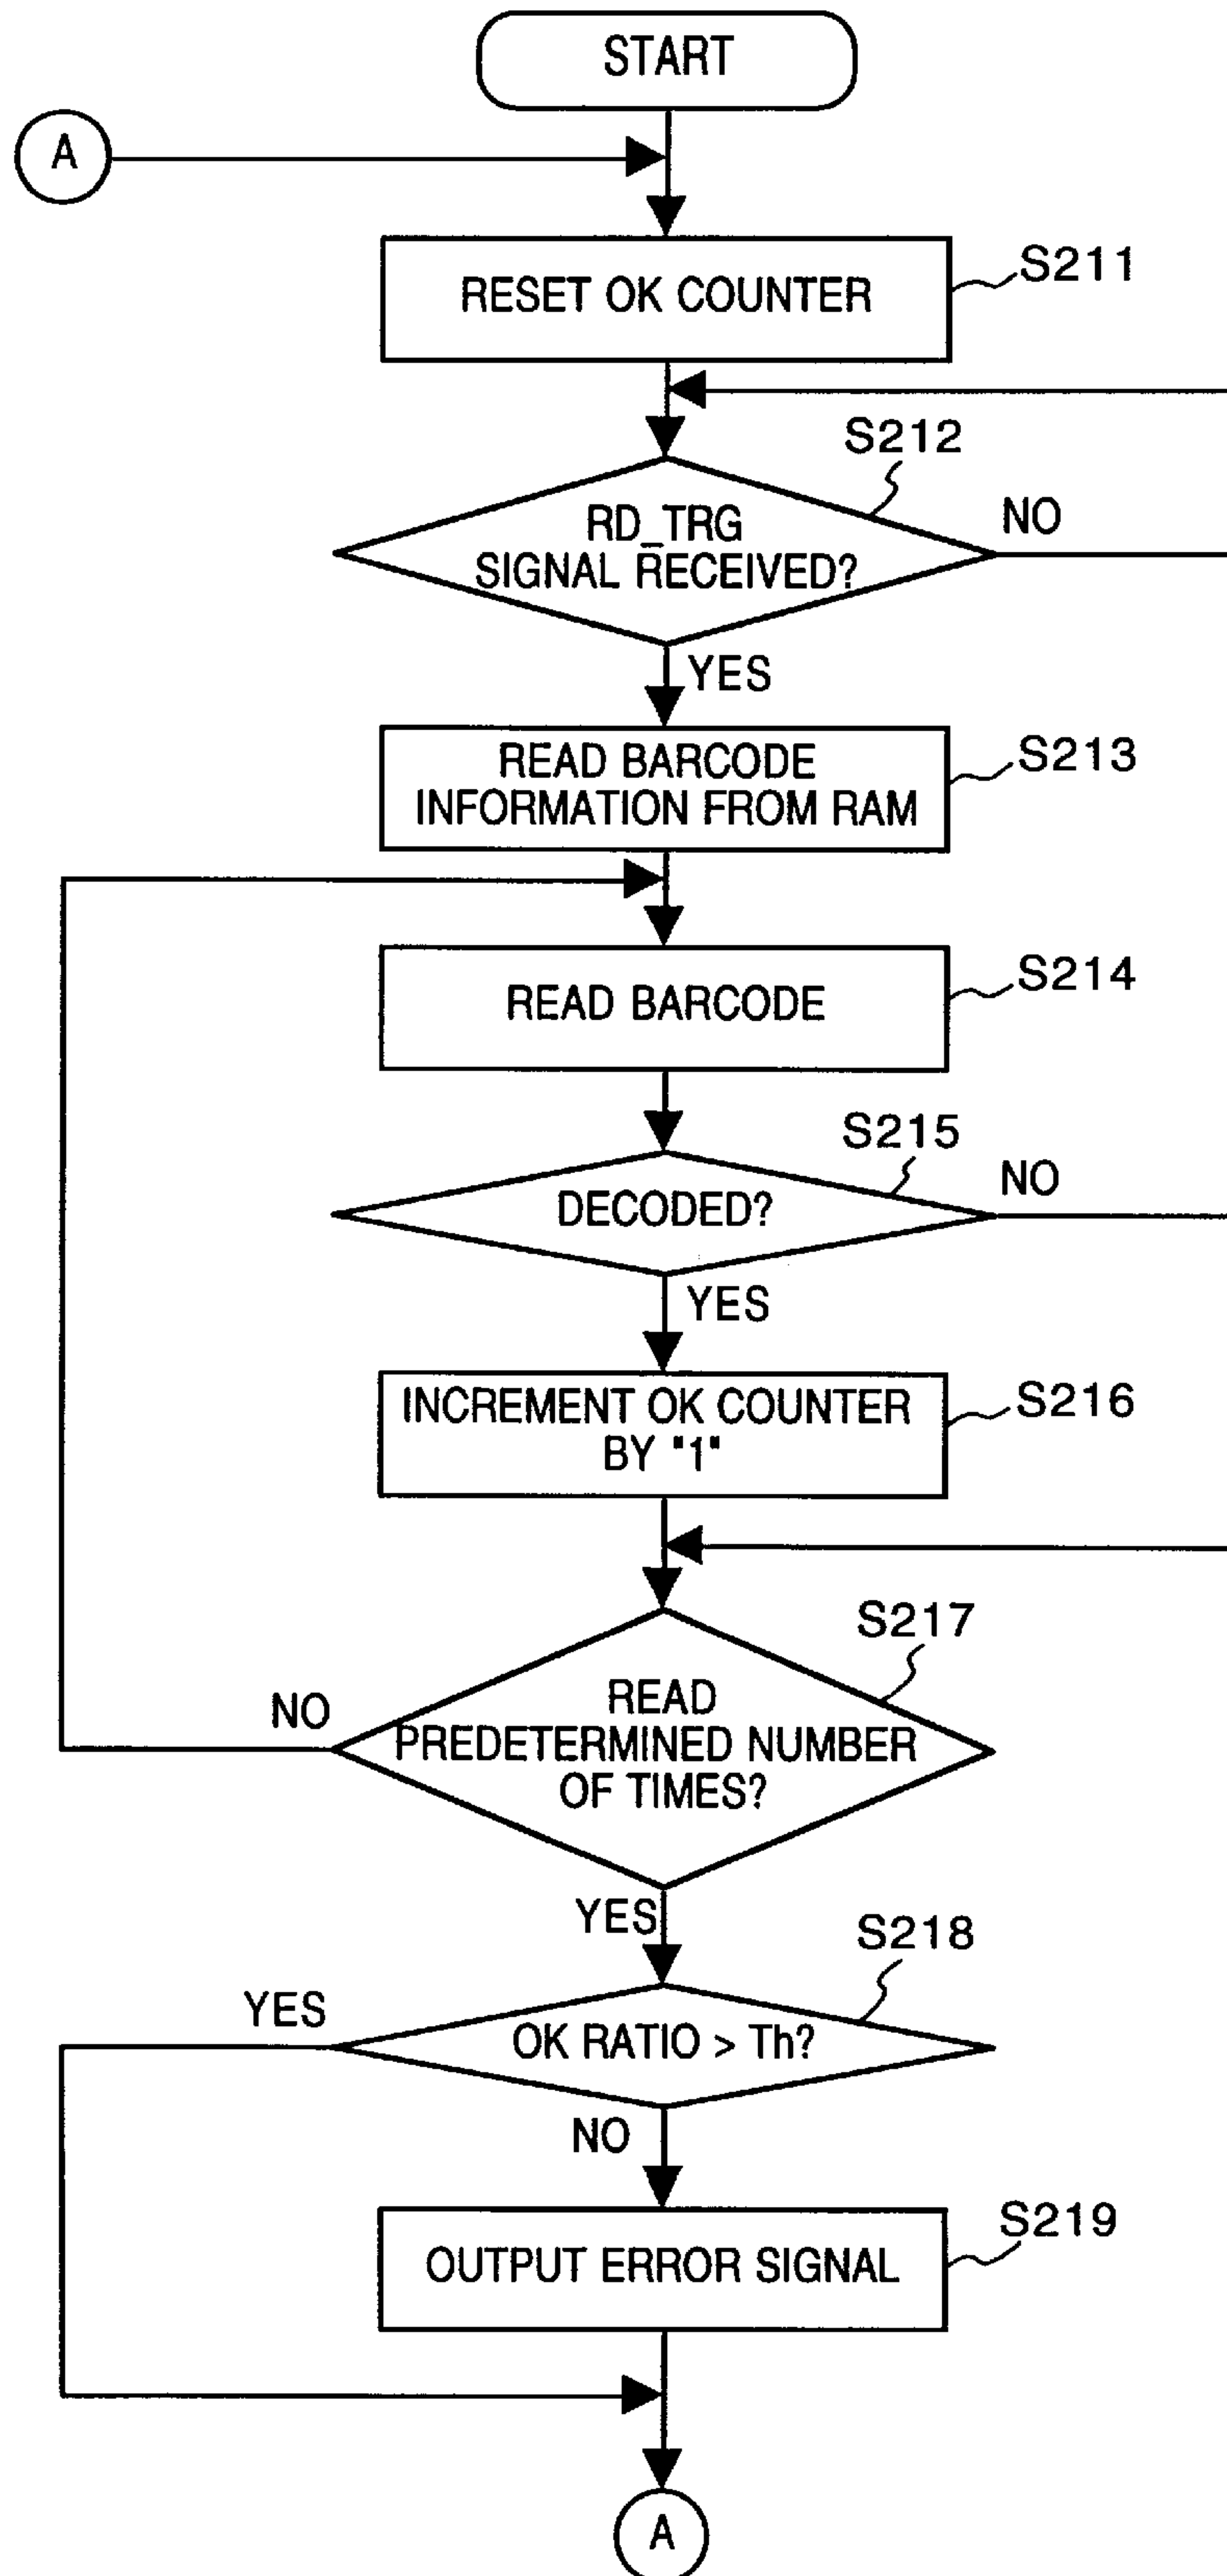 START
A
RESET OK COUNTER
S211
S212
RD_TRG
SIGNAL RECEIVED?
NO
YES
READ BARCODE
INFORMATION FROM RAM
S213
READ BARCODE
S214
S215
DECODED?
NO
YES
INCREMENT OK COUNTER
BY "1"
S216
S217
READ
PREDETERMINED NUMBER
OF TIMES?
NO
YES
S218
OK RATIO > Th?
YES
NO
OUTPUT ERROR SIGNAL
S219
A